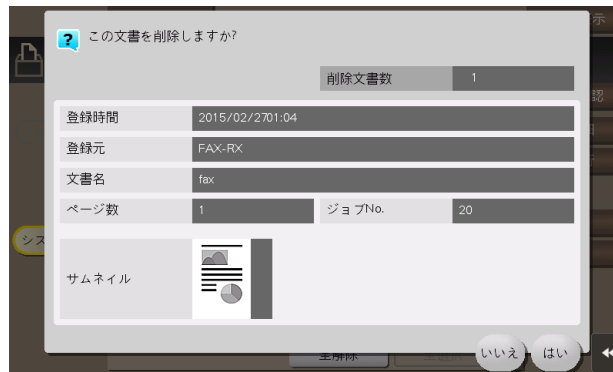 この文書を削除しますか?
削除文書数 1
登録時間 2015/02/2701:04
登録元 FAX-RX
文書名 fax
ページ数 1 ジョブNo. 20
サムネイル
いいえ はい